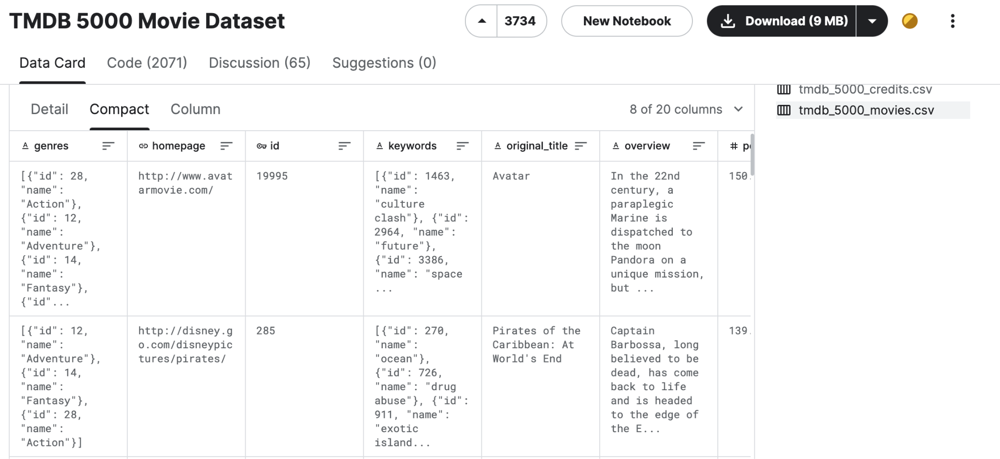 TMDB 5000 Movie Dataset
3734
New Notebook
Download (9 MB)
Data Card
Code (2071)
Discussion (65)
Suggestions (0)
Detail
Compact
Column
8 of 20 columns
tmdb_5000_credits.csv
tmdb_5000_movies.csv
genres
homepage
id
keywords
original_title
overview
[{"id": 28,
"name":
"Action"},
{"id": 12,
"name":
"Adventure"},
{"id": 14,
"name":
"Fantasy"},
{"id"...
http://www.avat
armovie.com/
19995
[{"id": 1463,
"name":
"culture
clash"}, {"id":
2964, "name":
"future"},
{"id": 3386,
"name": "space
...
Avatar
In the 22nd
century, a
paraplegic
Marine is
dispatched to
the moon
Pandora on a
unique mission,
but ...
150.
[{"id": 12,
"name":
"Adventure"},
{"id": 14,
"name":
"Fantasy"},
{"id": 28,
"name":
"Action"}]
http://disney.g
o.com/disneypic
tures/pirates/
285
[{"id": 270,
"name":
"ocean"},
{"id": 726,
"name": "drug
abuse"}, {"id":
911, "name":
"exotic
island...
Pirates of the
Caribbean: At
World's End
Captain
Barbossa, long
believed to be
dead, has come
back to life
and is headed
to the edge of
the E...
139.